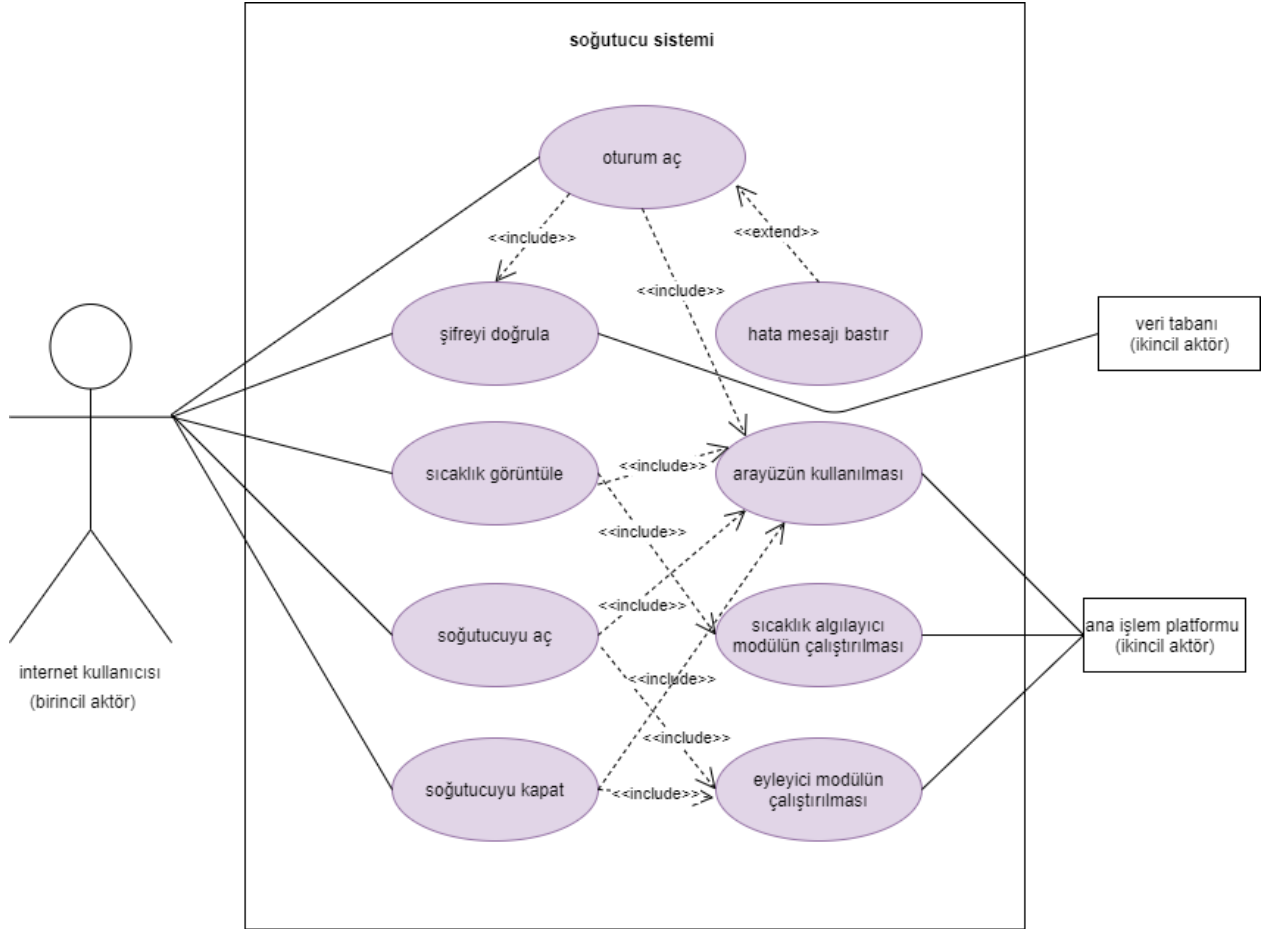 soğutucu sistemi
oturum aç
<<include>>
<<extend>>
<<include>>
şifreyi doğrula
hata mesajı bastır
veri tabanı
(ikincil aktör)
sıcaklık görüntüle
<<include>>
arayüzün kullanılması
<<include>>
soğutucuyu aç
<<include>>
sıcaklık algılayıcı
modülün çalıştırılması
ana işlem platformu
(ikincil aktör)
internet kullanıcısı
(birincil aktör)
<<include>>
<<include>>
soğutucuyu kapat
<<include>>
eyleyici modülün
çalıştırılması